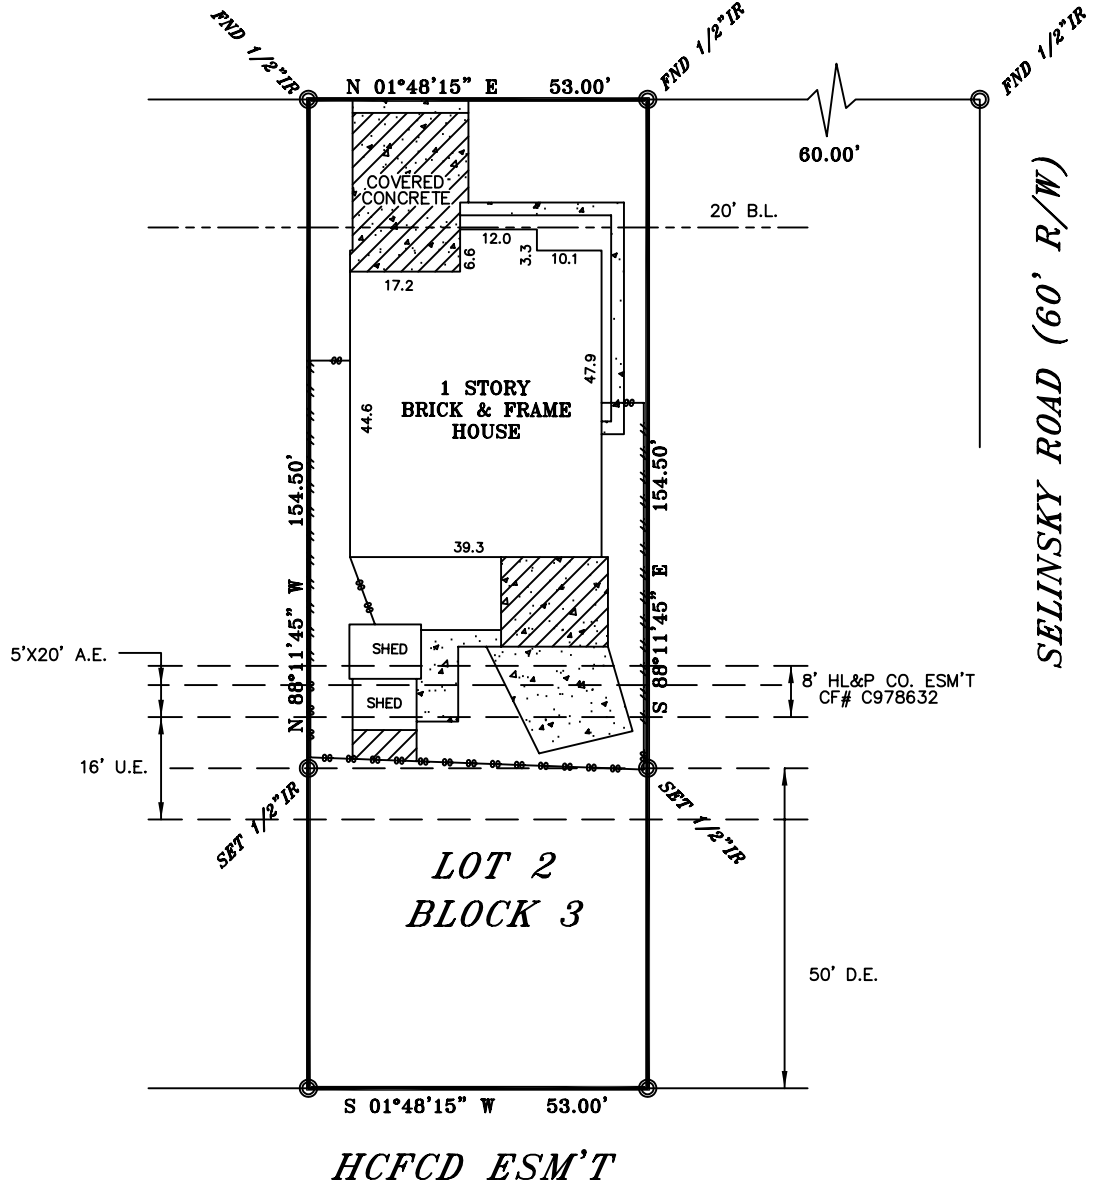 FND 1/2"IR
FND 1/2"IR
FND 1/2"IR
N 01°48'15" E 53.00'
60.00'
COVERED
CONCRETE
20' B.L.
12.0
6.6
3.3
10.1
17.2
SELINSKY ROAD (60' R/W)
1 STORY
BRICK & FRAME
HOUSE
47.9
44.6
N 88°11'45" W 154.50'
S 88°11'45" E 154.50'
39.3
5'X20' A.E.
SHED
SHED
8' HL&P CO. ESM'T
CF# C978632
16' U.E.
SET 1/2"IR
SET 1/2"IR
LOT 2
BLOCK 3
50' D.E.
S 01°48'15" W 53.00'
HCFCD ESM'T